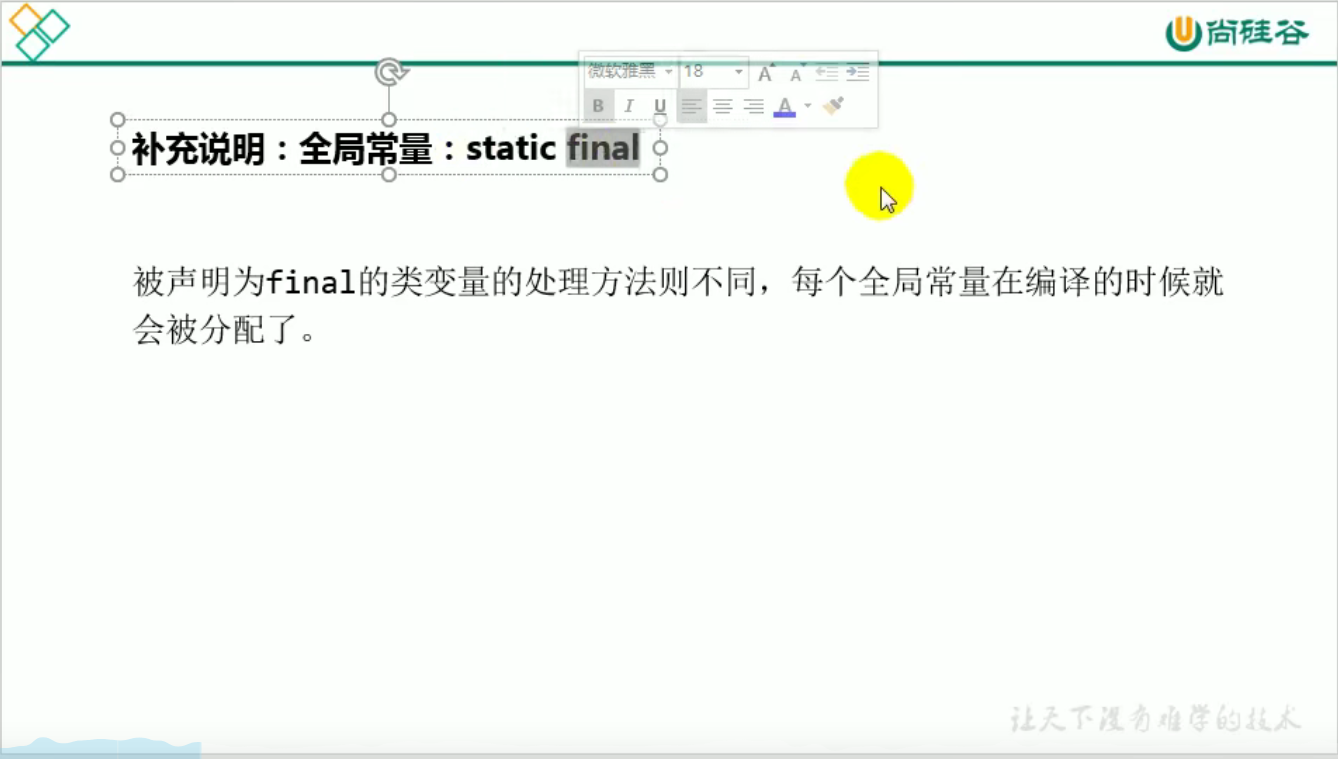 尚硅谷
微软雅黑 18 A A
B I U A
补充说明：全局常量：static final
被声明为final的类变量的处理方法则不同，每个全局常量在编译的时候就
会被分配了。
让天下没有难学的技术